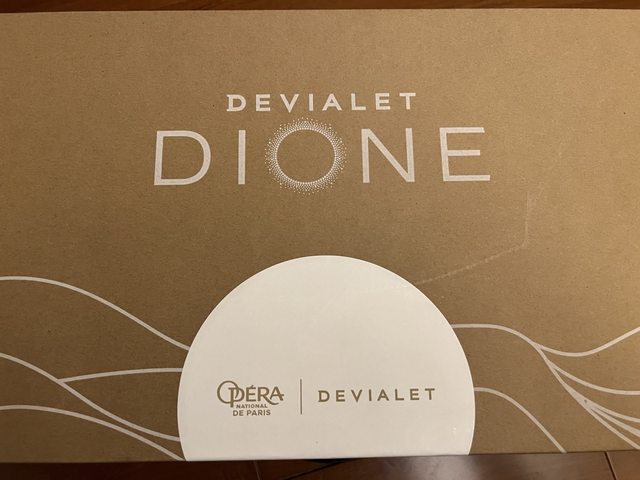 DEVIALET
DIONE
OPÉRA
NATIONAL
DE PARIS
DEVIALET